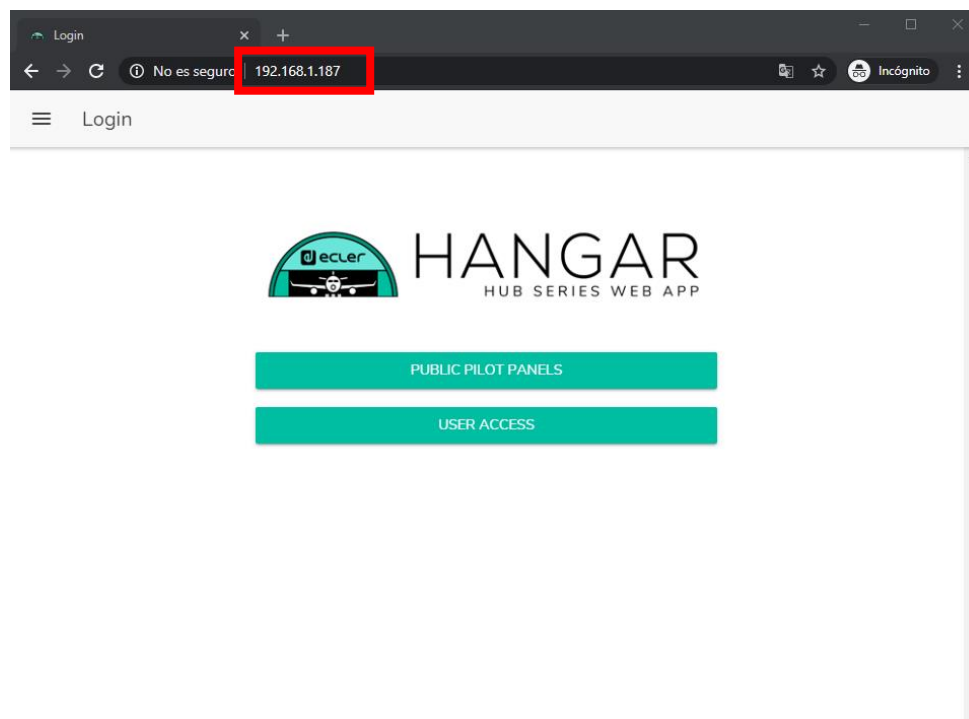 Login
No es seguro 192.168.1.187 Incógnito
Login
ecler
HANGAR
HUB SERIES WEB APP
PUBLIC PILOT PANELS
USER ACCESS